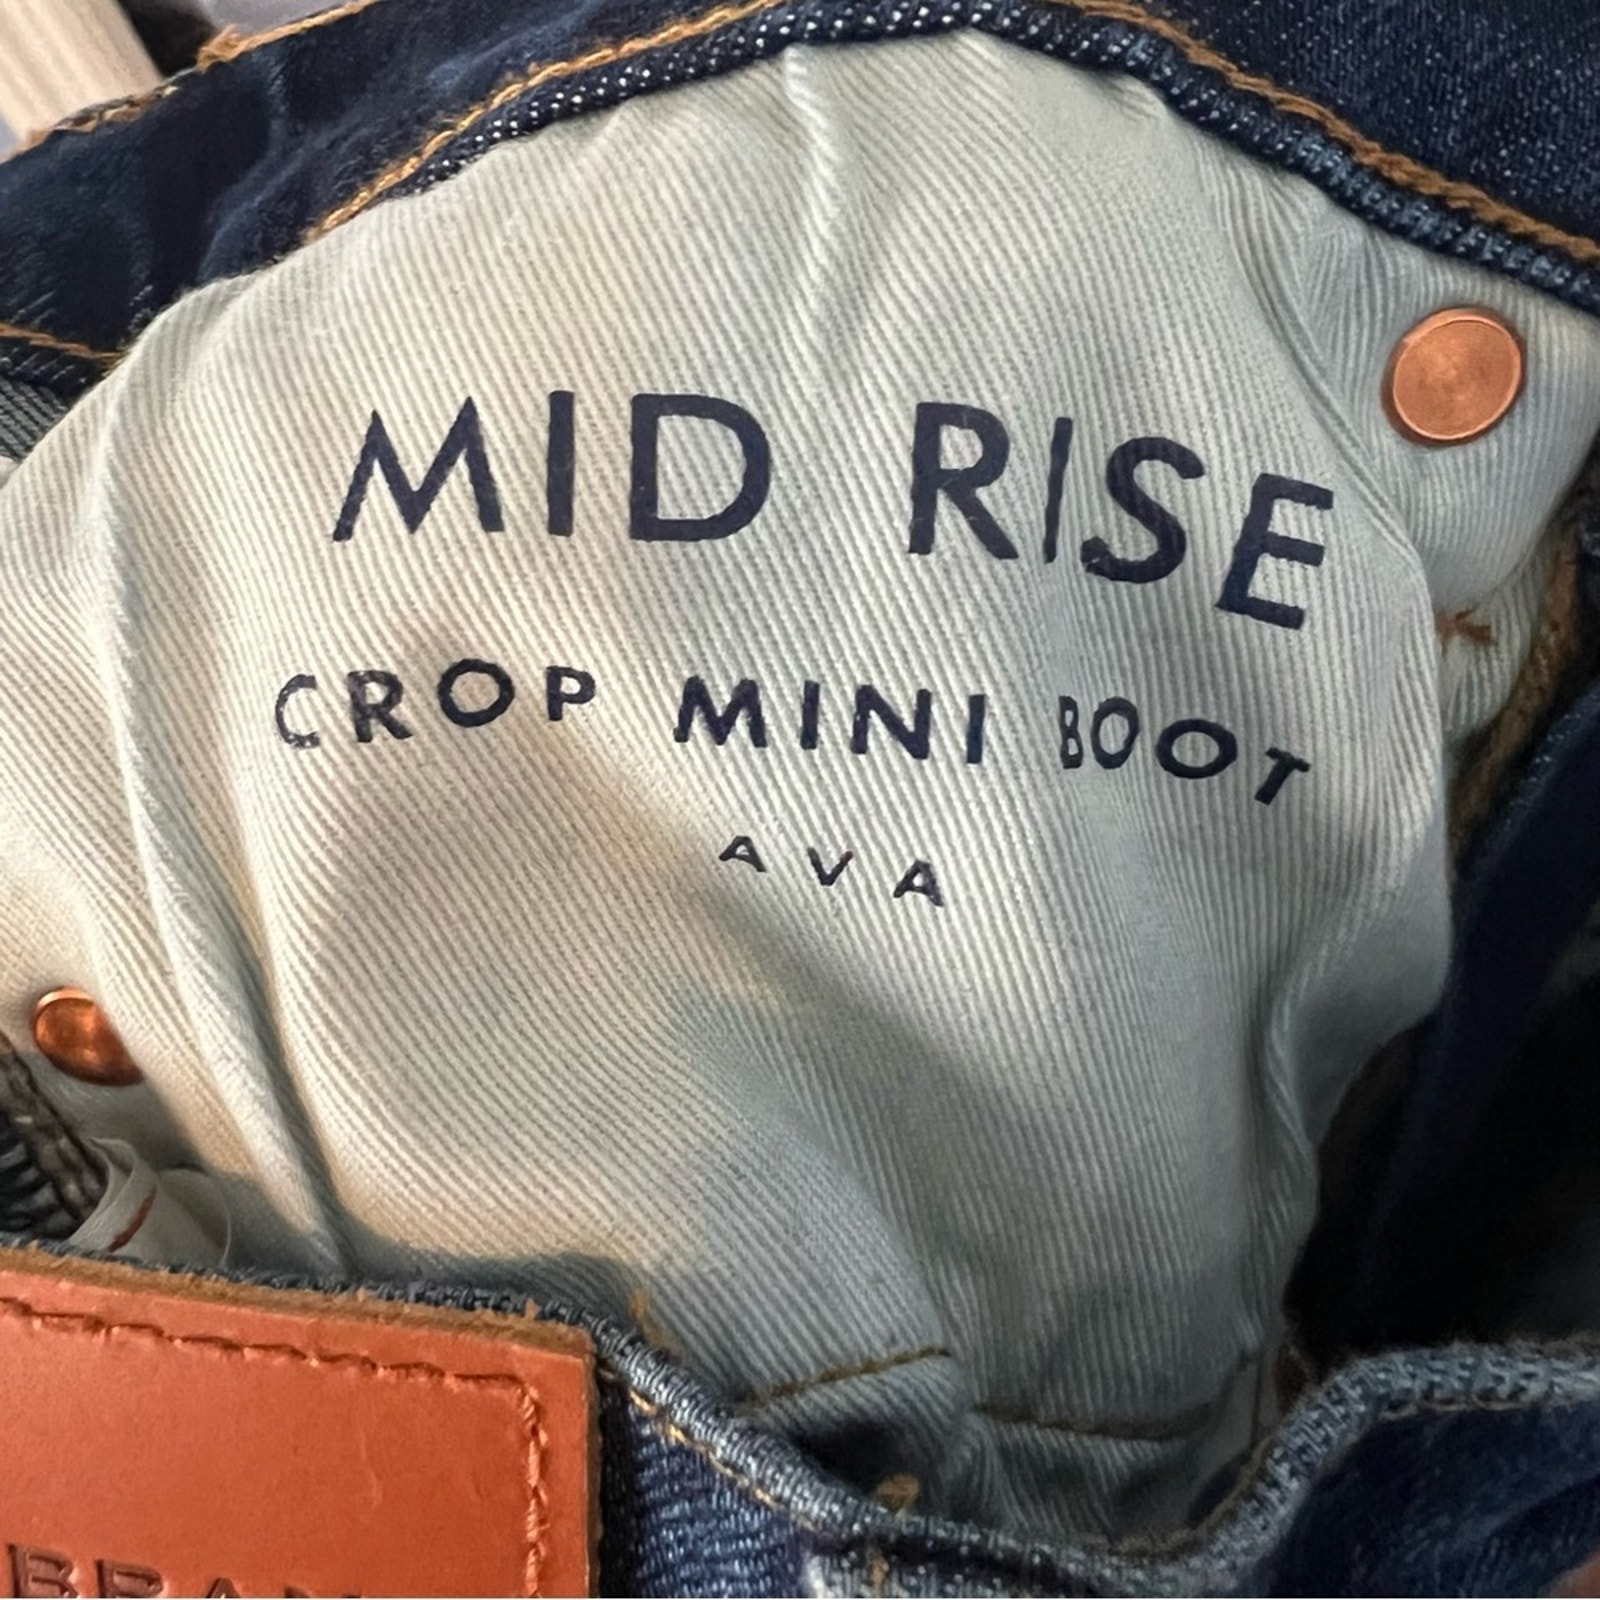 MID RISE
CROP MINI BOOT
AVA